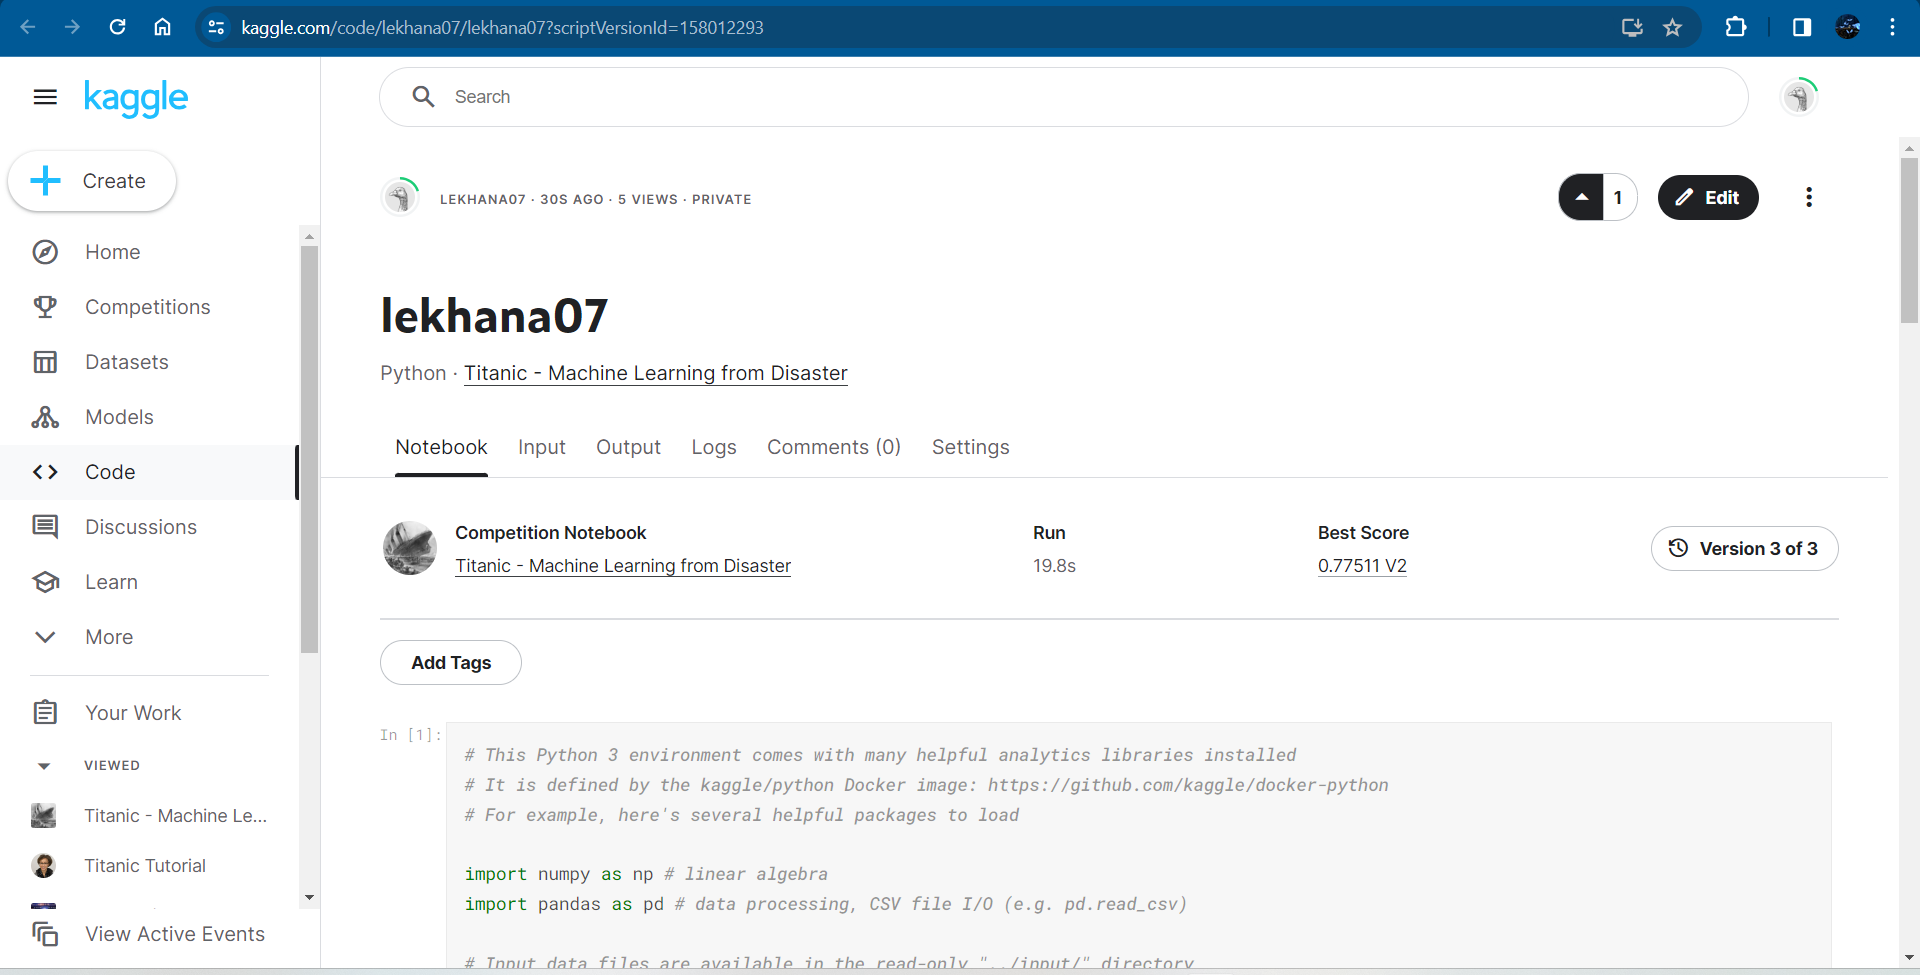 kaggle.com/code/lekhana07/lekhana07?scriptVersionId=158012293
kaggle
Search
Create
Home
Competitions
Datasets
Models
Code
Discussions
Learn
More
Your Work
VIEWED
Titanic - Machine Le...
Titanic Tutorial
View Active Events
LEKHANA07 · 30S AGO · 5 VIEWS · PRIVATE
1
Edit
lekhana07
Python · Titanic - Machine Learning from Disaster
Notebook Input Output Logs Comments (0) Settings
Competition Notebook
Titanic - Machine Learning from Disaster
Run
19.8s
Best Score
0.77511 V2
Version 3 of 3
Add Tags
In [1]:
# This Python 3 environment comes with many helpful analytics libraries installed
# It is defined by the kaggle/python Docker image: https://github.com/kaggle/docker-python
# For example, here's several helpful packages to load
import numpy as np # linear algebra
import pandas as pd # data processing, CSV file I/O (e.g. pd.read_csv)
# Input data files are available in the read-only "../input/" directory